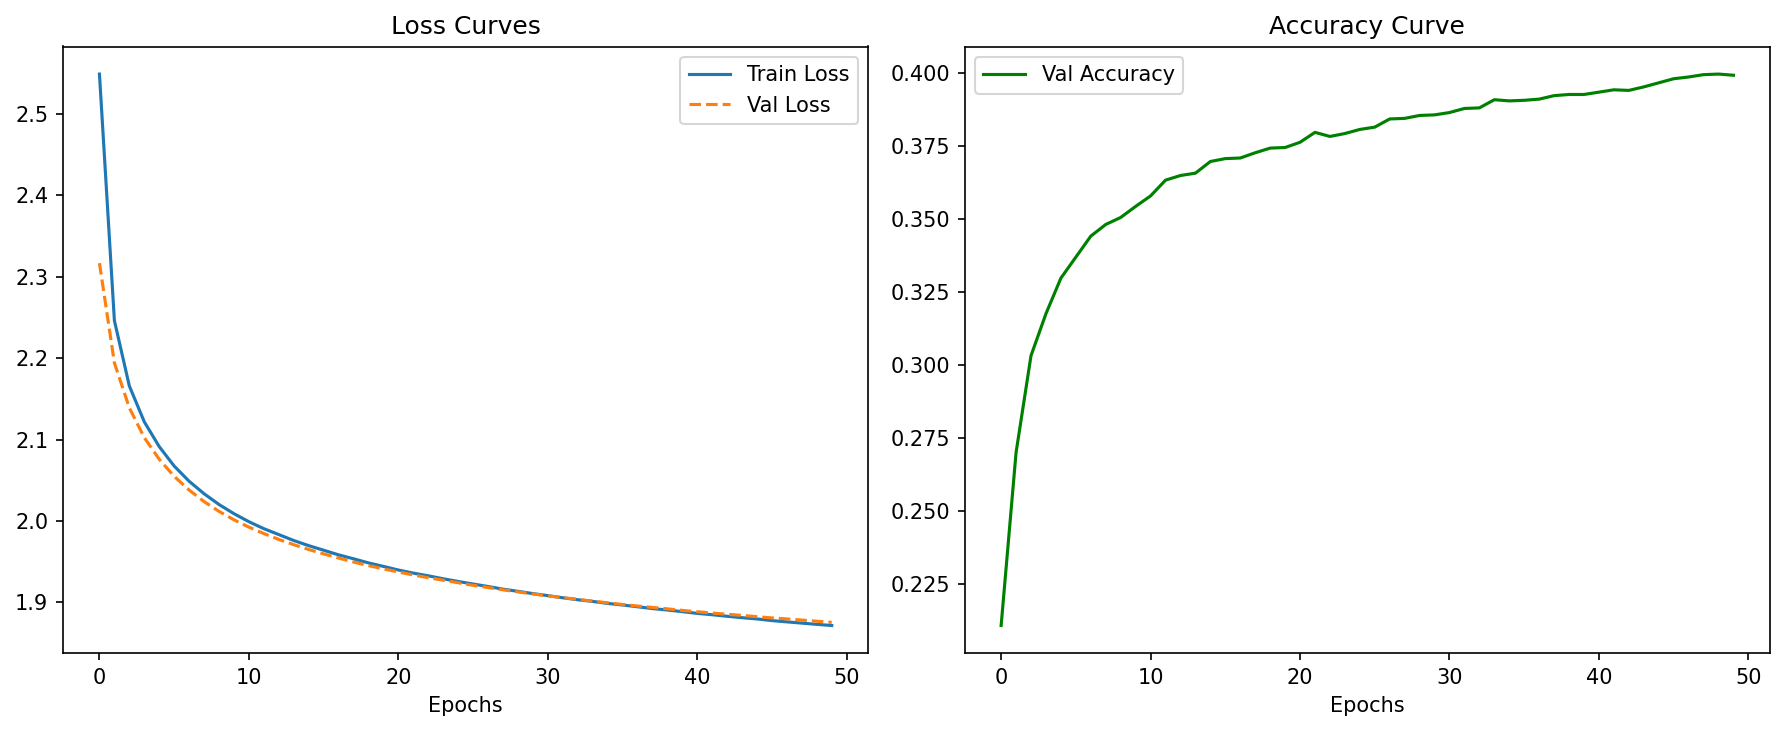 Loss Curves
Train Loss
Val Loss
2.5
2.4
2.3
2.2
2.1
2.0
1.9
0 10 20 30 40 50
Epochs
Accuracy Curve
Val Accuracy
0.400
0.375
0.350
0.325
0.300
0.275
0.250
0.225
0 10 20 30 40 50
Epochs